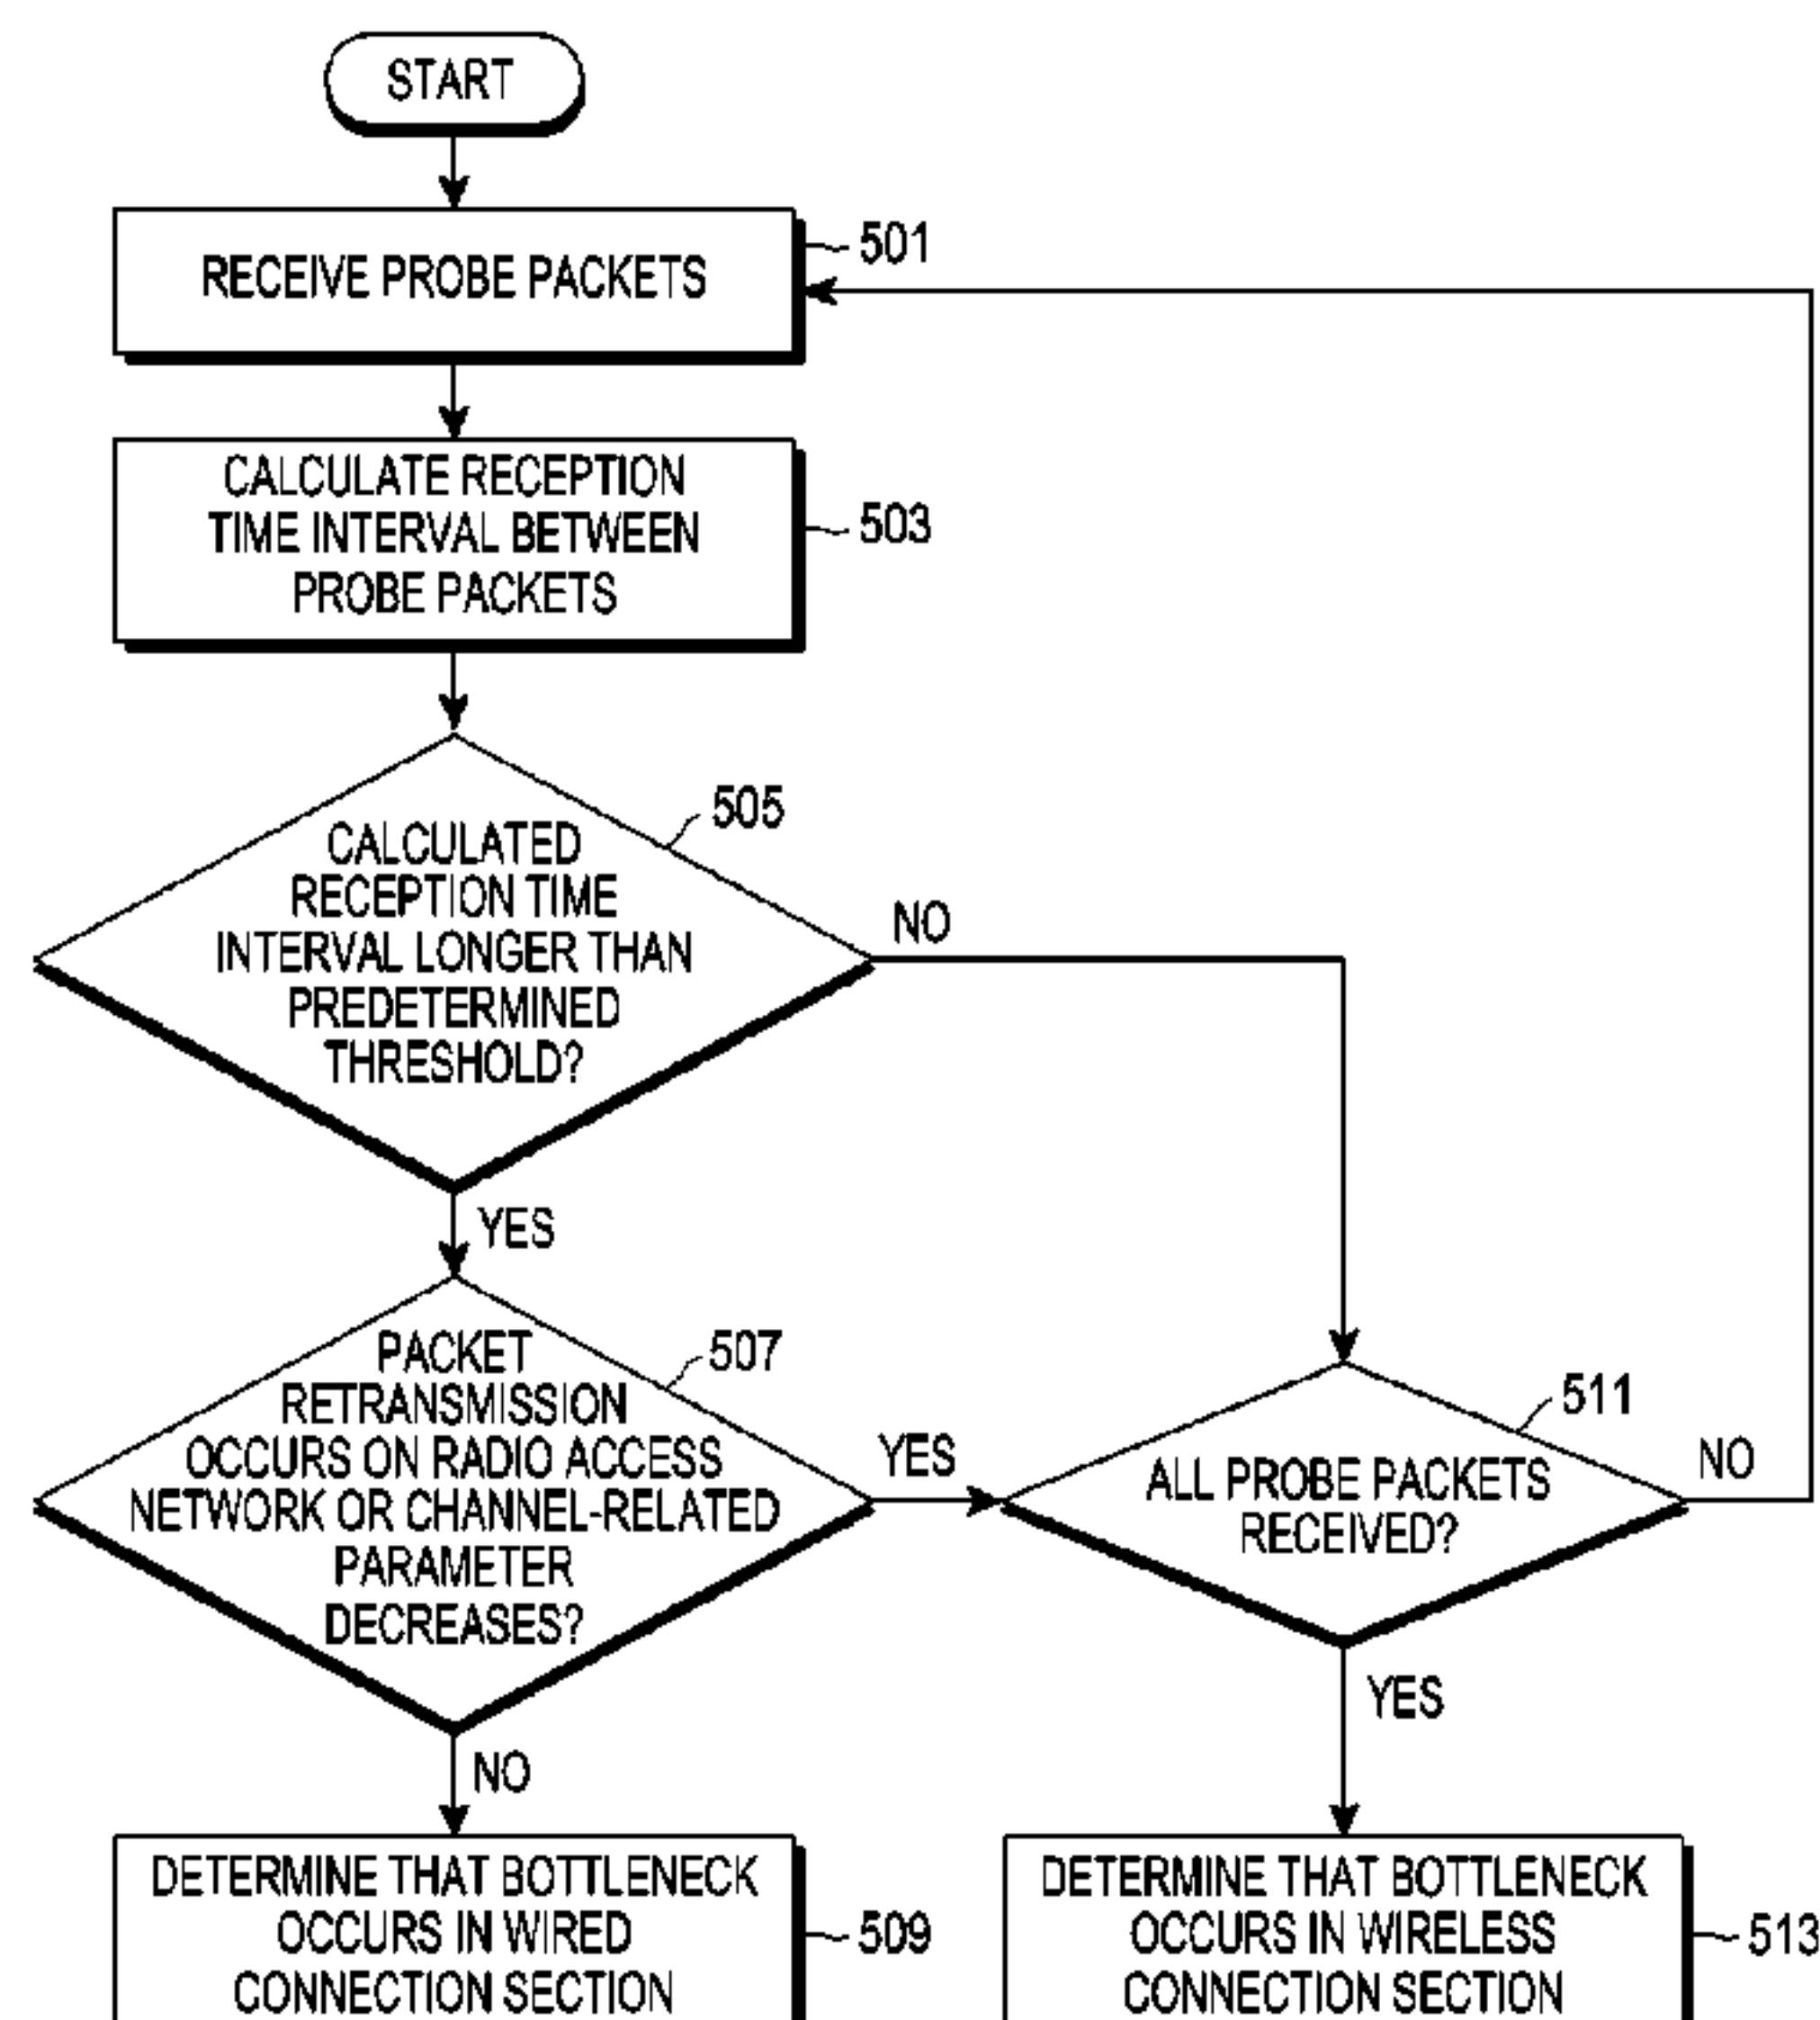 START
RECEIVE PROBE PACKETS
501
CALCULATE RECEPTION
TIME INTERVAL BETWEEN
PROBE PACKETS
503
CALCULATED
RECEPTION TIME
INTERVAL LONGER THAN
PREDETERMINED
THRESHOLD?
505
NO
YES
PACKET
RETRANSMISSION
OCCURS ON RADIO ACCESS
NETWORK OR CHANNEL-RELATED
PARAMETER
DECREASES?
507
YES
NO
ALL PROBE PACKETS
RECEIVED?
511
NO
YES
DETERMINE THAT BOTTLENECK
OCCURS IN WIRED
CONNECTION SECTION
509
DETERMINE THAT BOTTLENECK
OCCURS IN WIRELESS
CONNECTION SECTION
513